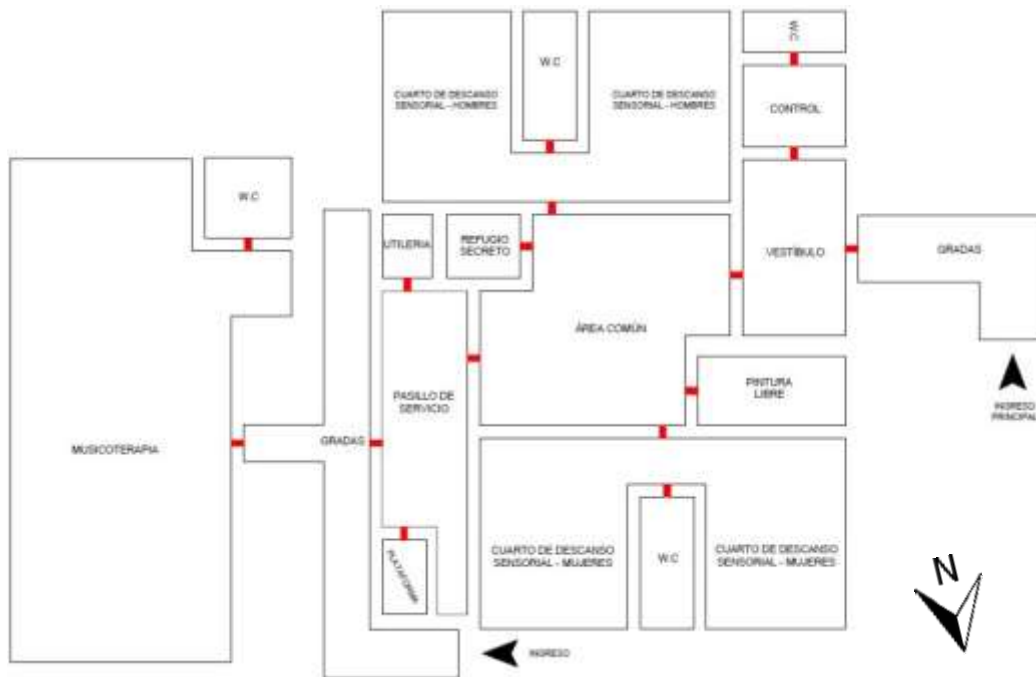 W.C
W.C
CUARTO DE DESCANSO
SENSORIAL - HOMBRES
CUARTO DE DESCANSO
SENSORIAL - HOMBRES
CONTROL
W.C
UTILERIA
REFUGIO
SECRETO
VESTÍBULO
GRADAS
ÁREA COMÚN
PINTURA
LIBRE
PASILLO DE
SERVICIO
INGRESO
PRINCIPAL
MUSICOTERAPIA
GRADAS
CUARTO DE DESCANSO
SENSORIAL - MUJERES
W.C
CUARTO DE DESCANSO
SENSORIAL - MUJERES
PLATAFORMA
N
INGRESO